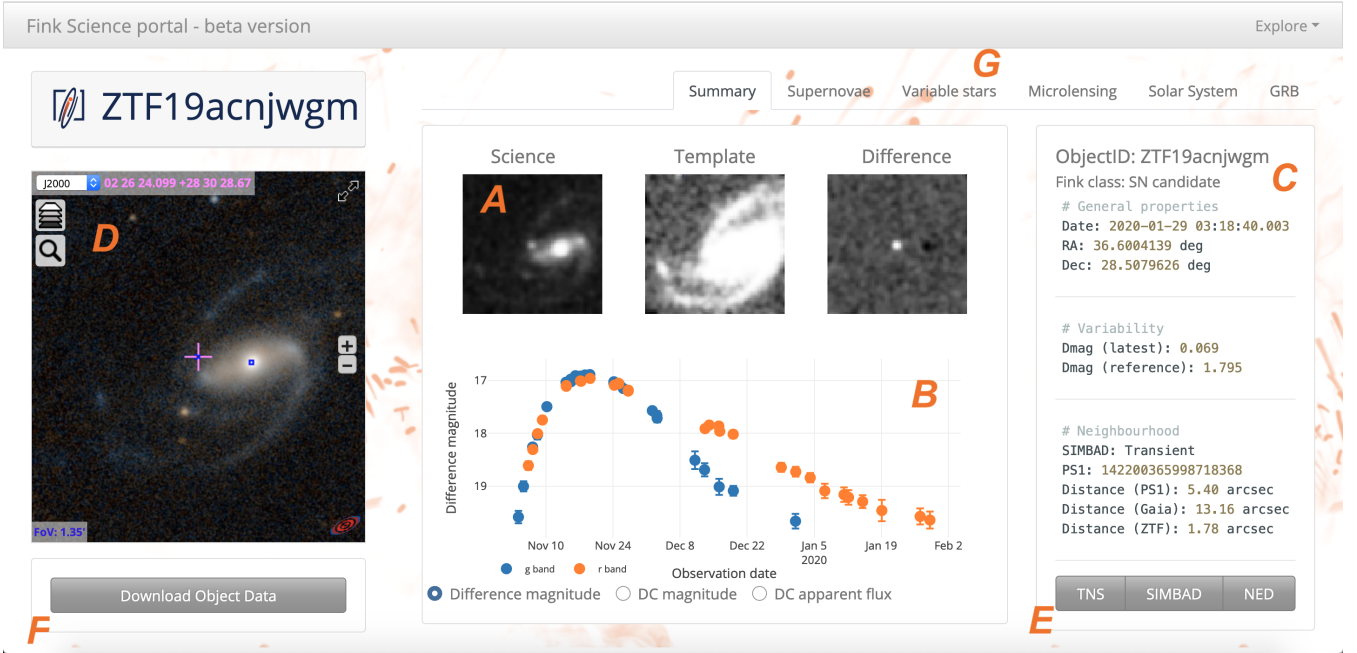 Fink Science portal - beta version
Explore
G
Summary Supernovae Variable stars Microlensing Solar System GRB
ZTF19acnjwgm
J2000 02 26 24.099 +28 30 28.67
D
FoV: 1.35'
Download Object Data
F
Science Template Difference
A
B
Difference magnitude
17
18
19
Nov 10 Nov 24 Dec 8 Dec 22 Jan 5 Jan 19 Feb 2
2020
g band r band
Observation date
Difference magnitude DC magnitude DC apparent flux
ObjectID: ZTF19acnjwgm
Fink class: SN candidate
C
# General properties
Date: 2020-01-29 03:18:40.003
RA: 36.6004139 deg
Dec: 28.5079626 deg
# Variability
Dmag (latest): 0.069
Dmag (reference): 1.795
# Neighbourhood
SIMBAD: Transient
PS1: 142200365998718368
Distance (PS1): 5.40 arcsec
Distance (Gaia): 13.16 arcsec
Distance (ZTF): 1.78 arcsec
TNS SIMBAD NED
E